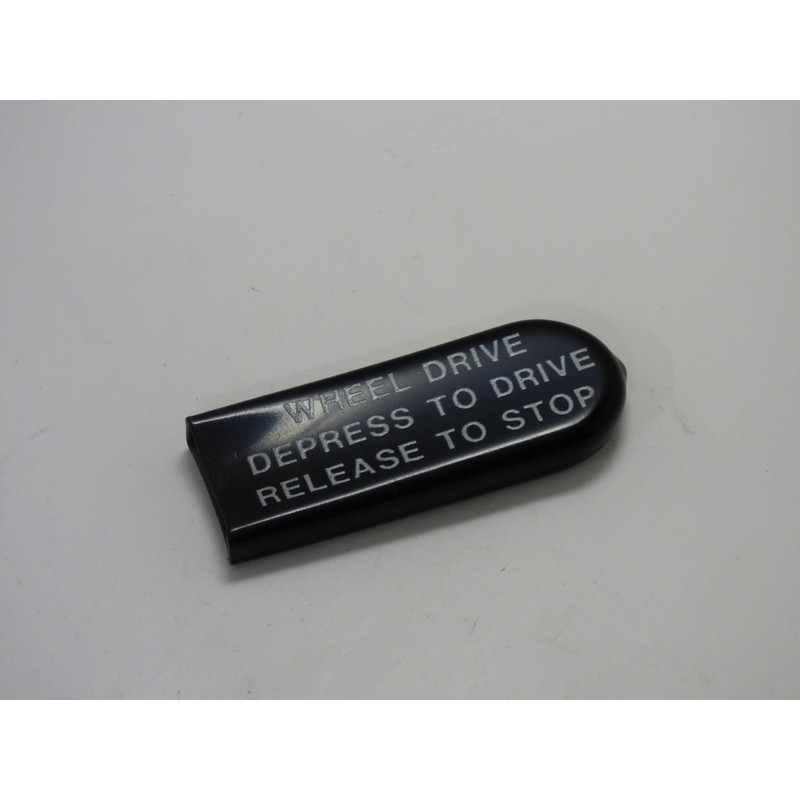 WHEEL DRIVE
DEPRESS TO DRIVE
RELEASE TO STOP